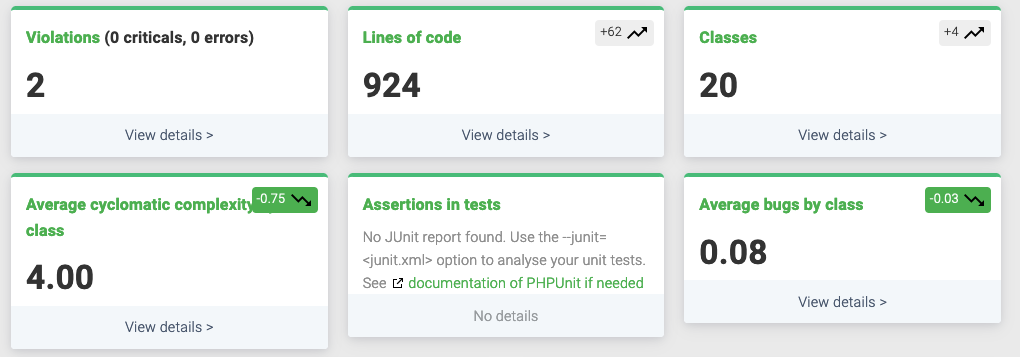 Violations (0 criticals, 0 errors)
2
View details >
Lines of code
+62
924
View details >
Classes
+4
20
View details >
Average cyclomatic complexity
-0.75
class
4.00
View details >
Assertions in tests
No JUnit report found. Use the --junit=
<junit.xml> option to analyse your unit tests.
See documentation of PHPUnit if needed
No details
Average bugs by class
-0.03
0.08
View details >